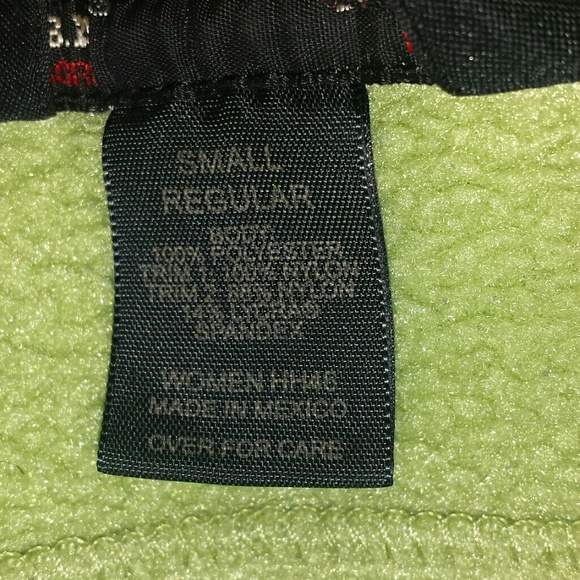 SMALL
REGULAR
BODY
100% POLYESTER
TRIM 1 100% NYLON
TRIM 2 86% NYLON
14% LYCRA®
SPANDEX
WOMEN HH46
MADE IN MEXICO
OVER FOR CARE